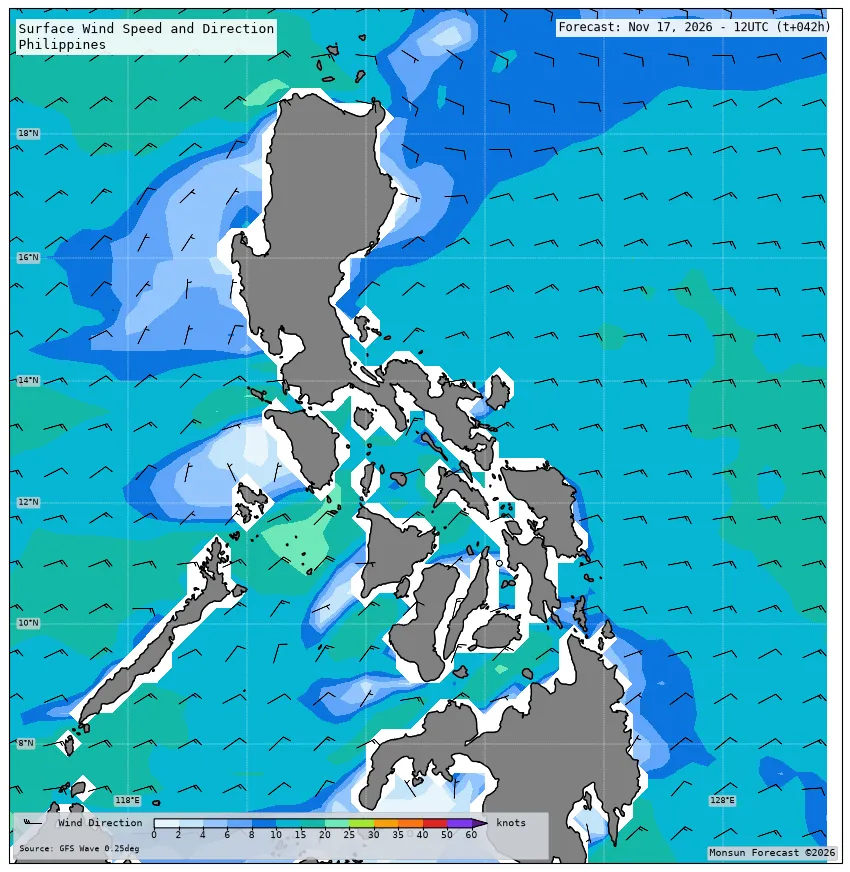 Surface Wind Speed and Direction
Philippines
Forecast: Nov 17, 2026 - 12UTC (t+042h)
18°N
16°N
14°N
12°N
10°N
8°N
118°E
128°E
Wind Direction
0 2 4 6 8 10 15 20 25 30 35 40 50 60
knots
Source: GFS Wave 0.25deg
Monsun Forecast ©2026